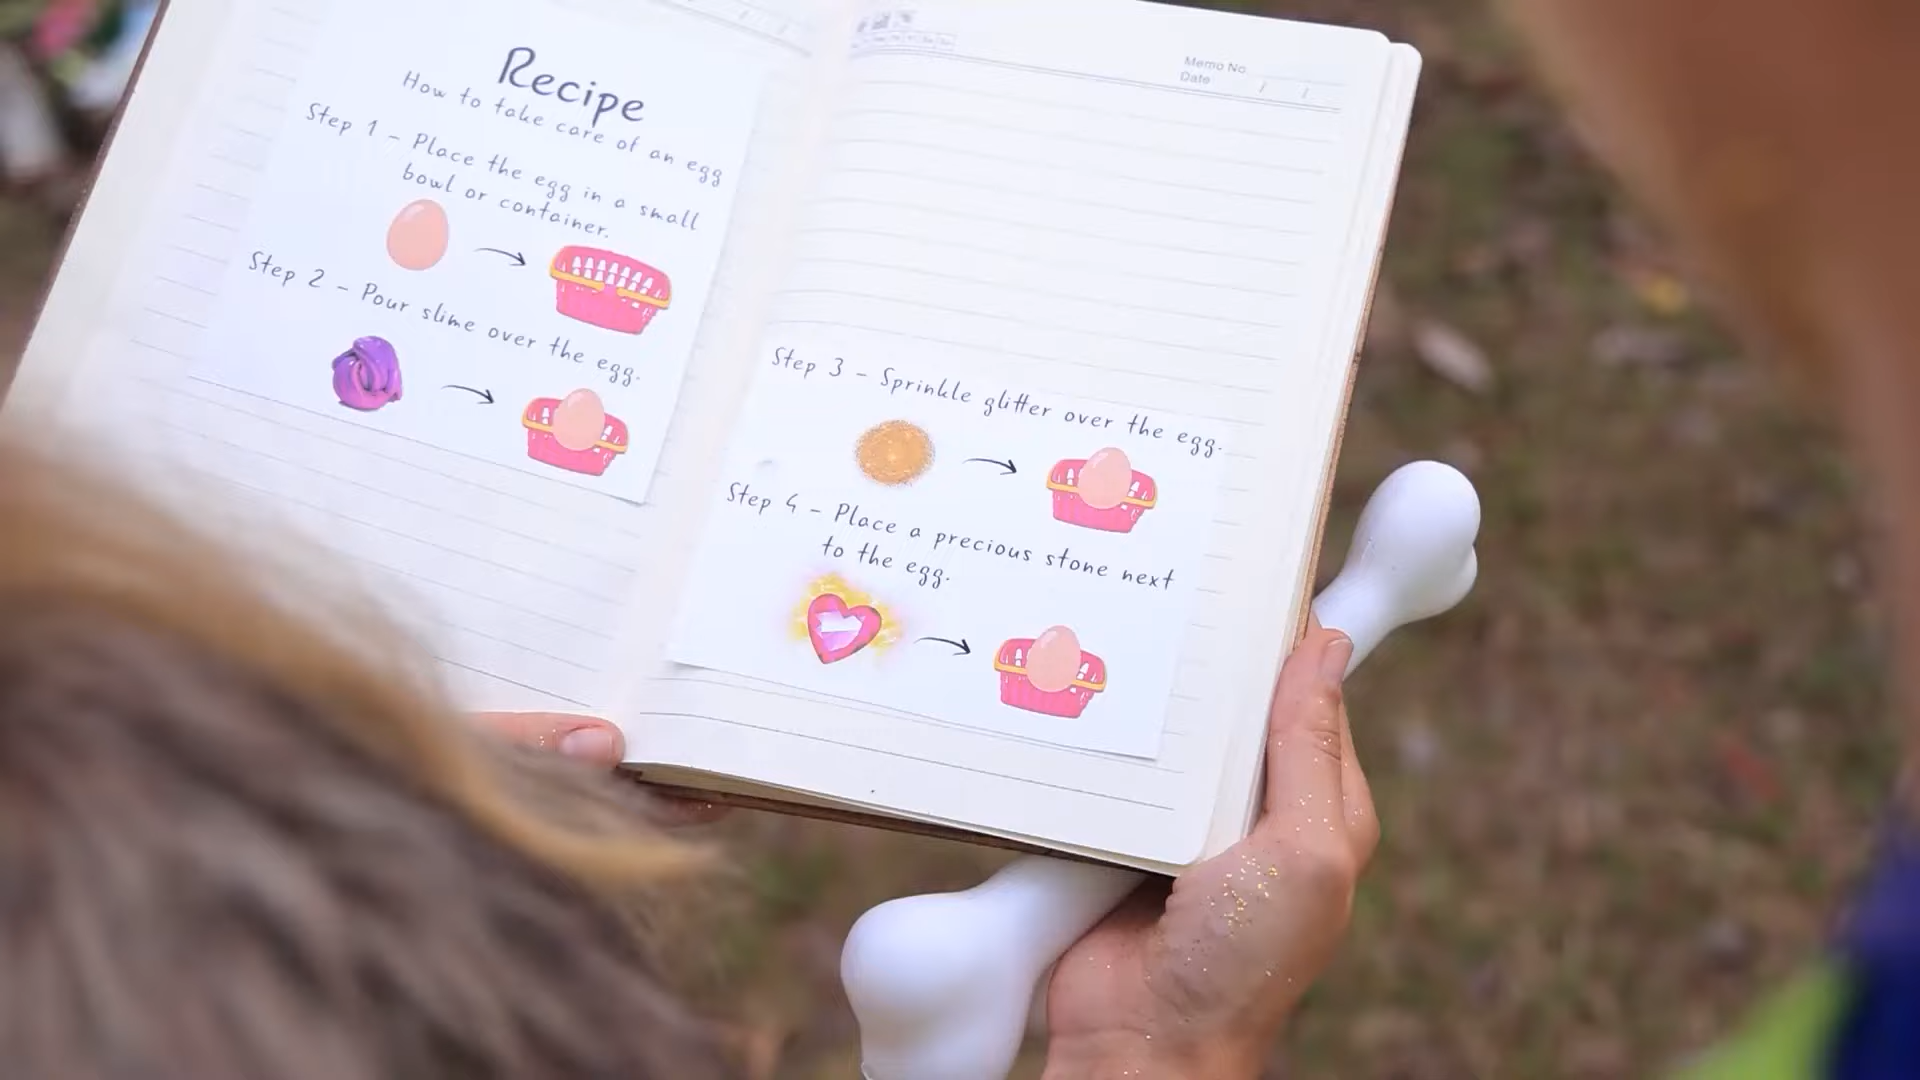 Recipe
How to take care of an egg
Step 1 - Place the egg in a small
bowl or container.
Step 2 - Pour slime over the egg.
Memo No.
Date / /
Step 3 - Sprinkle glitter over the egg.
Step 4 - Place a precious stone next
to the egg.